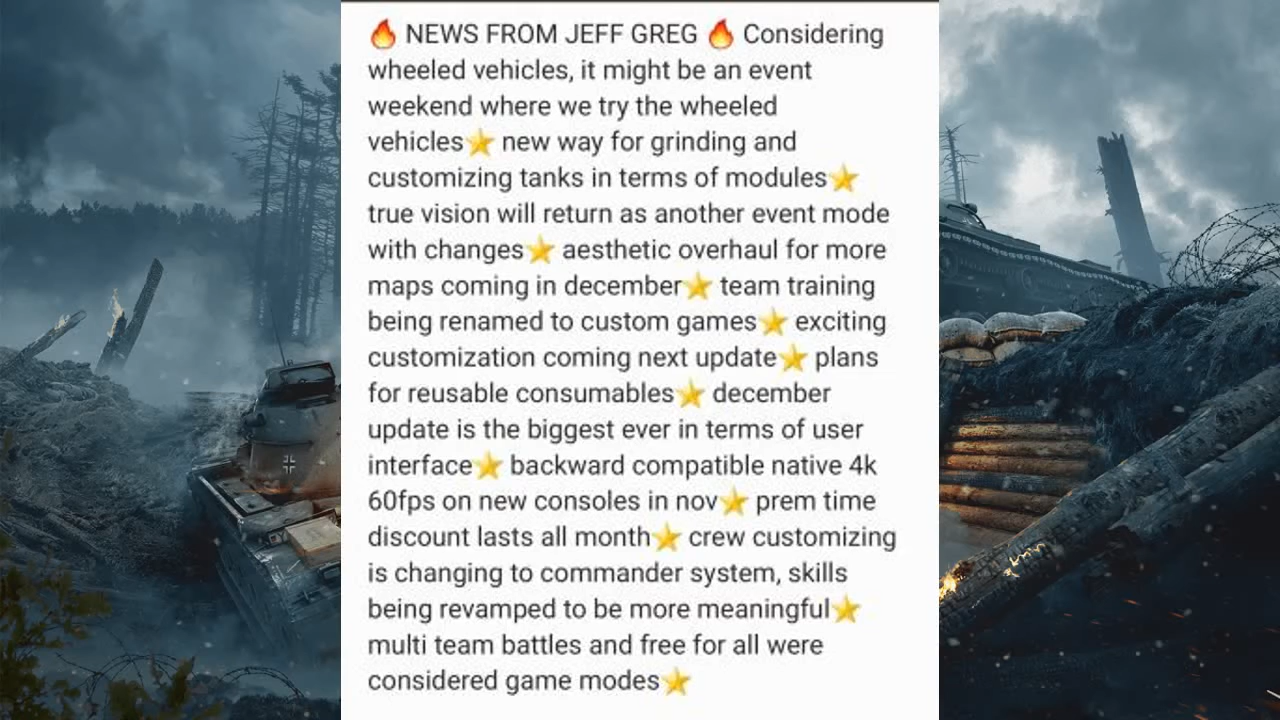 🔥 NEWS FROM JEFF GREG 🔥 Considering
wheeled vehicles, it might be an event
weekend where we try the wheeled
vehicles⭐ new way for grinding and
customizing tanks in terms of modules⭐
true vision will return as another event mode
with changes⭐ aesthetic overhaul for more
maps coming in december⭐ team training
being renamed to custom games⭐ exciting
customization coming next update⭐ plans
for reusable consumables⭐ december
update is the biggest ever in terms of user
interface⭐ backward compatible native 4k
60fps on new consoles in nov⭐ prem time
discount lasts all month⭐ crew customizing
is changing to commander system, skills
being revamped to be more meaningful⭐
multi team battles and free for all were
considered game modes⭐